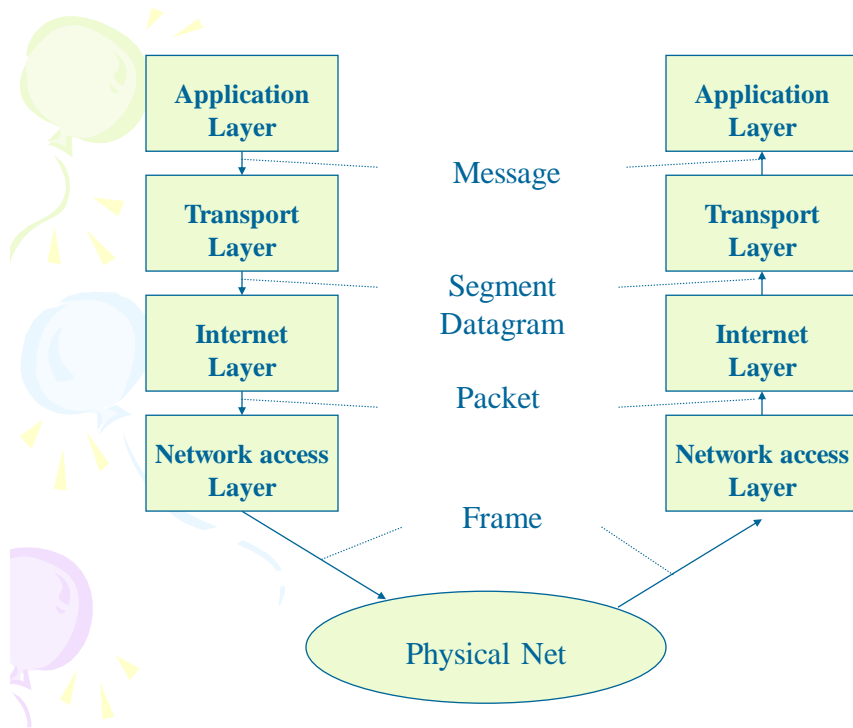 Application
Layer
Application
Layer
Message
Transport
Layer
Transport
Layer
Segment
Datagram
Internet
Layer
Internet
Layer
Packet
Network access
Layer
Network access
Layer
Frame
Physical Net